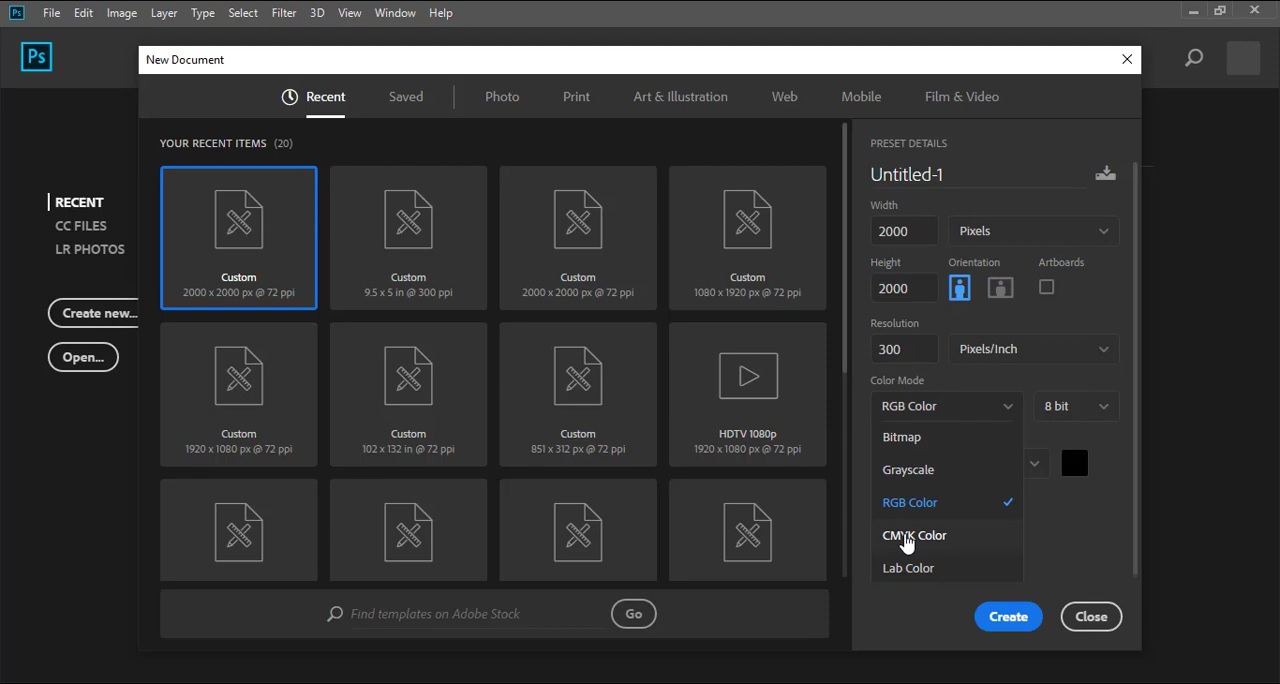 Ps File Edit Image Layer Type Select Filter 3D View Window Help
Ps
New Document
Recent Saved Photo Print Art & Illustration Web Mobile Film & Video
RECENT
CC FILES
LR PHOTOS
Create new...
Open...
YOUR RECENT ITEMS (20)
Custom
2000 x 2000 px @ 72 ppi
Custom
9.5 x 5 in @ 300 ppi
Custom
2000 x 2000 px @ 72 ppi
Custom
1080 x 1920 px @ 72 ppi
Custom
1920 x 1080 px @ 72 ppi
Custom
102 x 132 in @ 72 ppi
Custom
851 x 312 px @ 72 ppi
HDTV 1080p
1920 x 1080 px @ 72 ppi
Find templates on Adobe Stock Go
PRESET DETAILS
Untitled-1
Width
2000 Pixels
Height Orientation Artboards
2000
Resolution
300 Pixels/Inch
Color Mode
RGB Color 8 bit
Bitmap
Grayscale
RGB Color
CMYK Color
Lab Color
Create Close